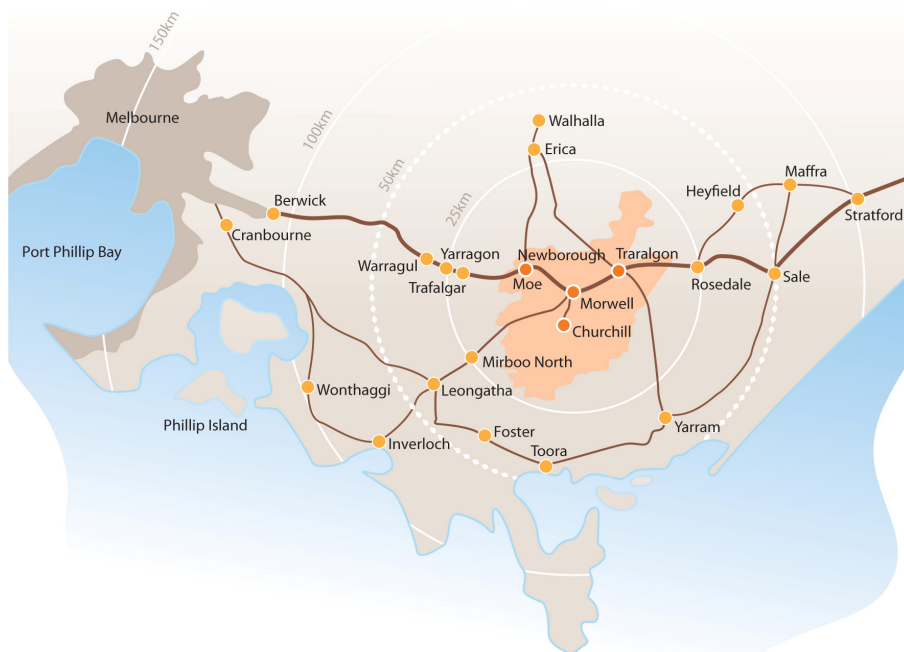 150km
Melbourne
100km
Walhalla
Erica
50km
Maffra
Heyfield
25km
Berwick
Stratford
Cranbourne
Port Phillip Bay
Yarragon
Newborough
Traralgon
Warragul
Trafalgar
Moe
Rosedale
Sale
Morwell
Churchill
Mirboo North
Wonthaggi
Leongatha
Phillip Island
Foster
Yarram
Inverloch
Toora